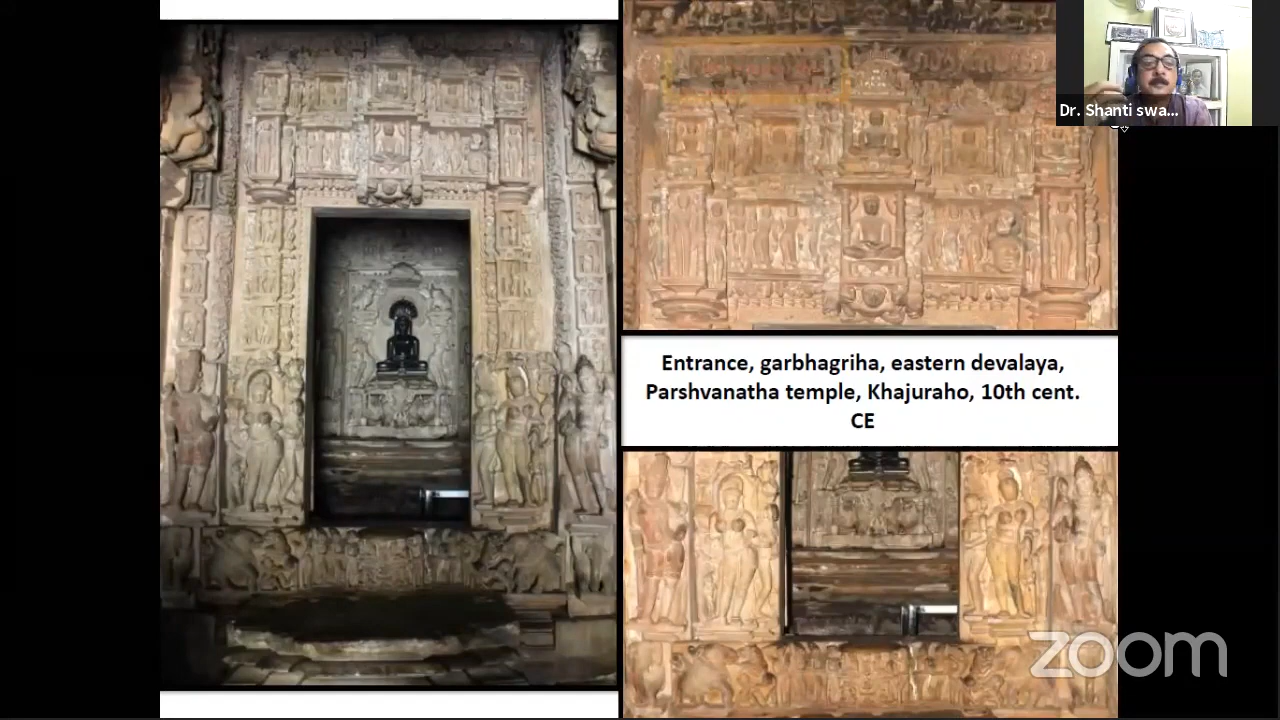 Dr. Shanti swa...
Entrance, garbhagriha, eastern devalaya,
Parshvanatha temple, Khajuraho, 10th cent.
CE
zoom